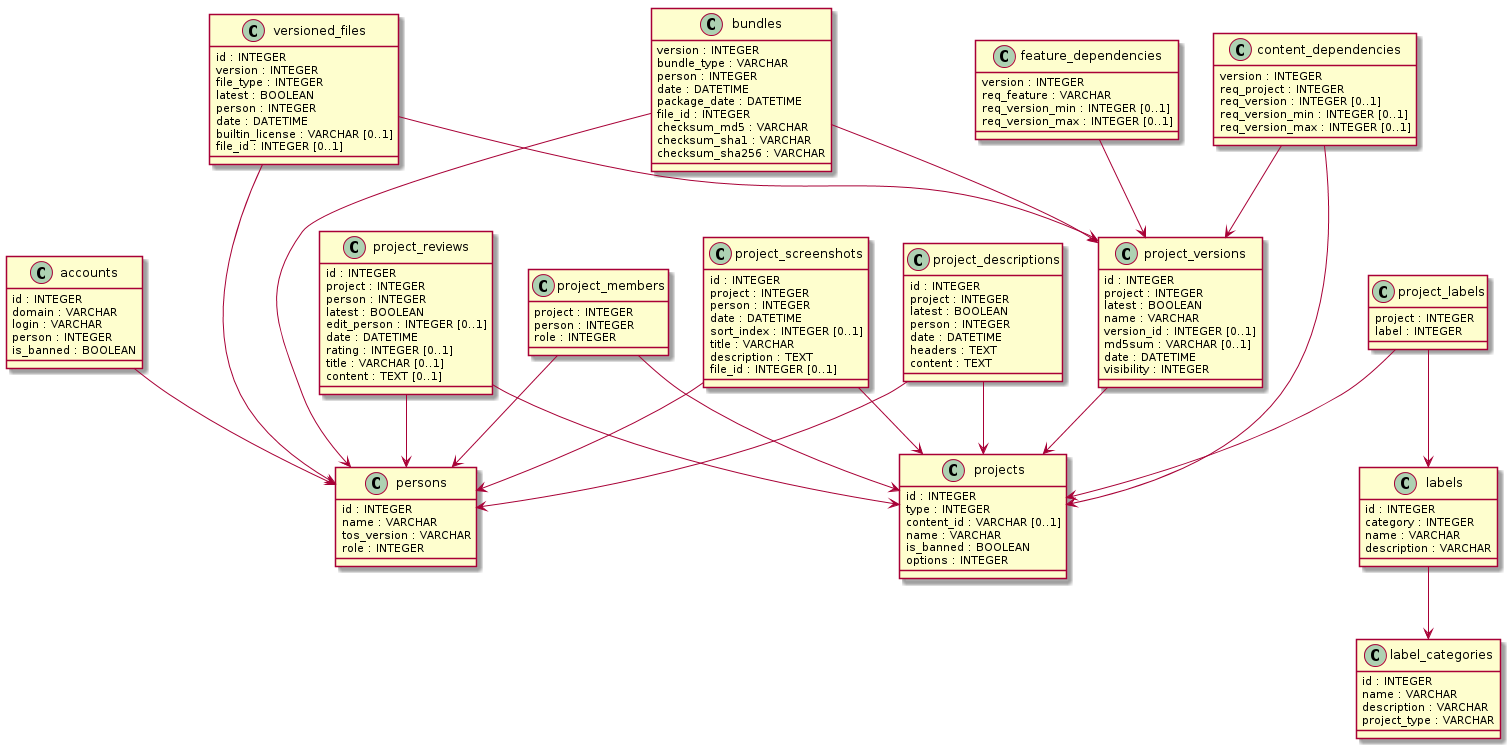 C versioned_files
id : INTEGER
version : INTEGER
file_type : INTEGER
latest : BOOLEAN
person : INTEGER
date : DATETIME
builtin_license : VARCHAR [0..1]
file_id : INTEGER [0..1]
C bundles
version : INTEGER
bundle_type : VARCHAR
person : INTEGER
date : DATETIME
package_date : DATETIME
file_id : INTEGER
checksum_md5 : VARCHAR
checksum_sha1 : VARCHAR
checksum_sha256 : VARCHAR
C feature_dependencies
version : INTEGER
req_feature : VARCHAR
req_version_min : INTEGER [0..1]
req_version_max : INTEGER [0..1]
C content_dependencies
version : INTEGER
req_project : INTEGER
req_version : INTEGER [0..1]
req_version_min : INTEGER [0..1]
req_version_max : INTEGER [0..1]
C accounts
id : INTEGER
domain : VARCHAR
login : VARCHAR
person : INTEGER
is_banned : BOOLEAN
C project_reviews
id : INTEGER
project : INTEGER
person : INTEGER
latest : BOOLEAN
edit_person : INTEGER [0..1]
date : DATETIME
rating : INTEGER [0..1]
title : VARCHAR [0..1]
content : TEXT [0..1]
C project_members
project : INTEGER
person : INTEGER
role : INTEGER
C project_screenshots
id : INTEGER
project : INTEGER
person : INTEGER
date : DATETIME
sort_index : INTEGER [0..1]
title : VARCHAR
description : TEXT
file_id : INTEGER [0..1]
C project_descriptions
id : INTEGER
project : INTEGER
latest : BOOLEAN
person : INTEGER
date : DATETIME
headers : TEXT
content : TEXT
C project_versions
id : INTEGER
project : INTEGER
latest : BOOLEAN
name : VARCHAR
version_id : INTEGER [0..1]
md5sum : VARCHAR [0..1]
date : DATETIME
visibility : INTEGER
C project_labels
project : INTEGER
label : INTEGER
C persons
id : INTEGER
name : VARCHAR
tos_version : VARCHAR
role : INTEGER
C projects
id : INTEGER
type : INTEGER
content_id : VARCHAR [0..1]
name : VARCHAR
is_banned : BOOLEAN
options : INTEGER
C labels
id : INTEGER
category : INTEGER
name : VARCHAR
description : VARCHAR
C label_categories
id : INTEGER
name : VARCHAR
description : VARCHAR
project_type : VARCHAR